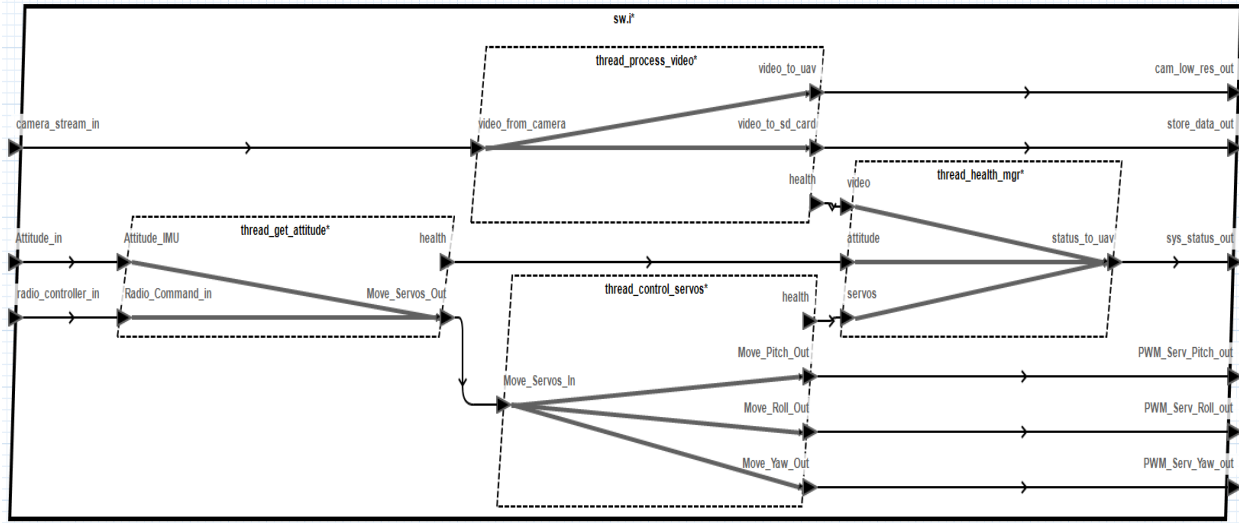 sw.i*
thread_process_video*
video_to_uav
cam_low_res_out
camera_stream_in
video_from_camera
video_to_sd_card
store_data_out
health
video
thread_health_mgr*
Attitude_in
Attitude_IMU
thread_get_attitude*
health
attitude
status_to_uav
sys_status_out
radio_controller_in
Radio_Command_in
Move_Servos_Out
thread_control_servos*
health
servos
Move_Pitch_Out
PWM_Serv_Pitch_out
Move_Servos_In
Move_Roll_Out
PWM_Serv_Roll_out
Move_Yaw_Out
PWM_Serv_Yaw_out